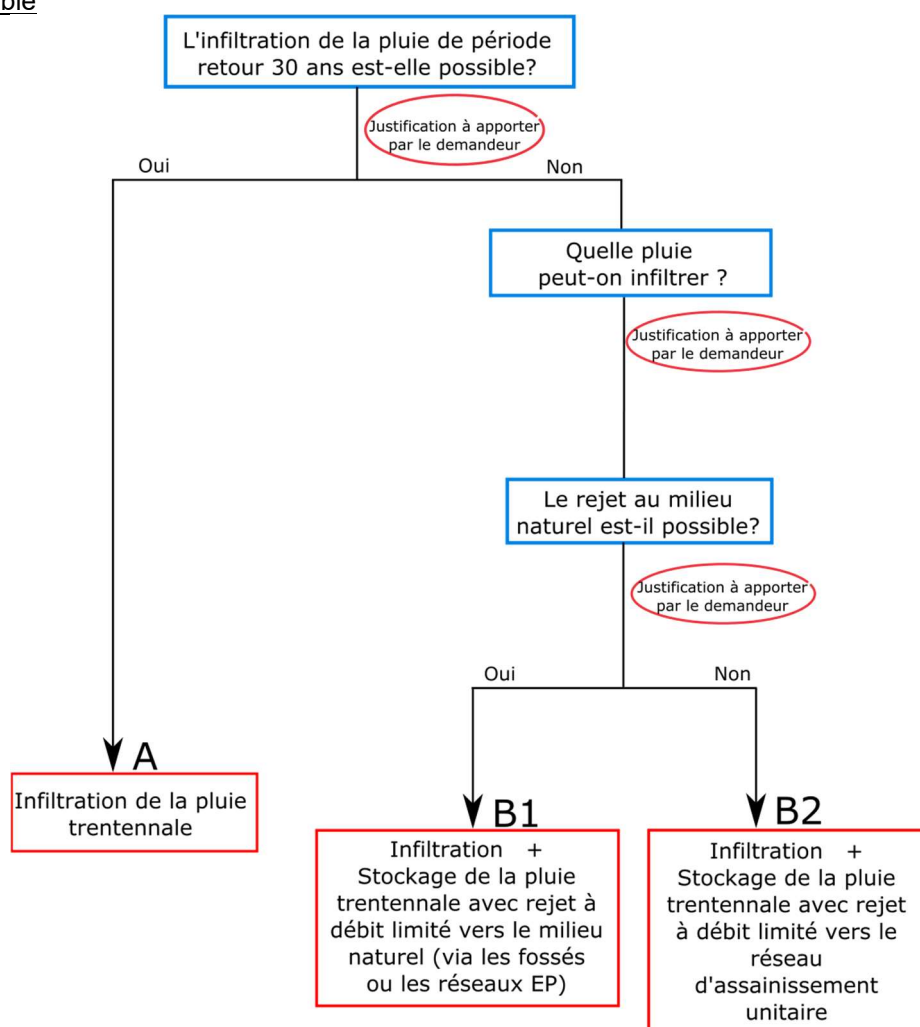 ble
L'infiltration de la pluie de période
retour 30 ans est-elle possible?
Justification à apporter
par le demandeur
Oui
Non
Quelle pluie
peut-on infiltrer ?
Justification à apporter
par le demandeur
Le rejet au milieu
naturel est-il possible?
Justification à apporter
par le demandeur
Oui
Non
A
Infiltration de la pluie
trentennale
B1
Infiltration +
Stockage de la pluie
trentennale avec rejet à
débit limité vers le milieu
naturel (via les fossés
ou les réseaux EP)
B2
Infiltration +
Stockage de la pluie
trentennale avec rejet
à débit limité vers le
réseau
d'assainissement
unitaire